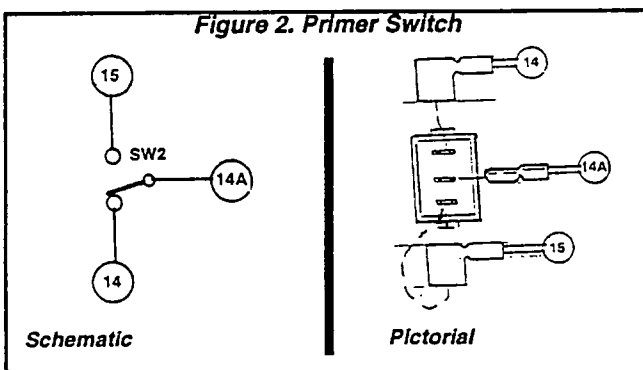 Figure 2. Primer Switch
15
SW2
14A
14
Schematic
14
14A
15
Pictorial